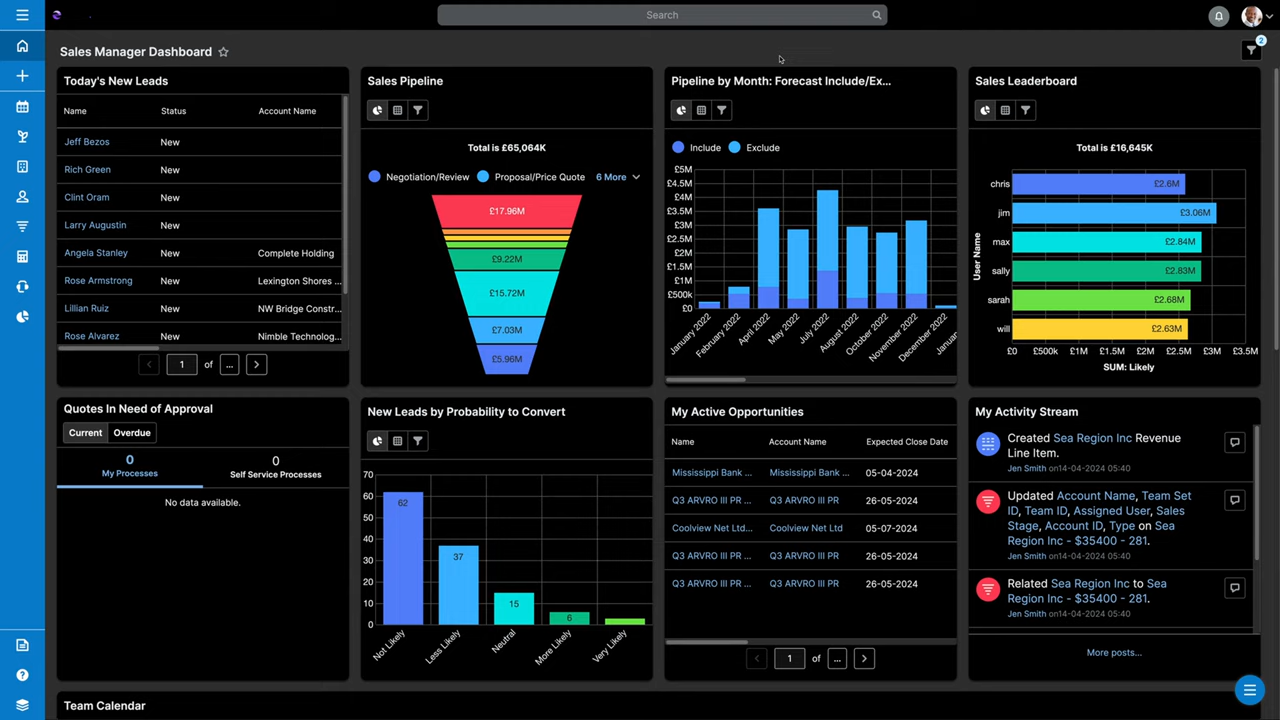 Search
2
Sales Manager Dashboard
Today's New Leads
Name Status Account Name
Jeff Bezos New
Rich Green New
Clint Oram New
Larry Augustin New
Angela Stanley New Complete Holding
Rose Armstrong New Lexington Shores ...
Lillian Ruiz New NW Bridge Constr...
Rose Alvarez New Nimble Technolog...
1 of ...
Sales Pipeline
Total is £65,064K
Negotiation/Review Proposal/Price Quote 6 More
£17.96M
£9.22M
£15.72M
£7.03M
£5.96M
Pipeline by Month: Forecast Include/Ex...
Include Exclude
£5M
£4.5M
£3.5M
£3.5M
£2.5M
£2M
£1.5M
£1M
£500k
£0
January 2022
February 2022
April 2022
May 2022
July 2022
August 2022
October 2022
November 2022
December 2022
Janua
Sales Leaderboard
Total is £16,645K
User Name
chris £2.6M
jim £3.06M
max £2.84M
sally £2.83M
sarah £2.68M
will £2.63M
£0 £500k £1M £1.5M £2M £2.5M £3M £3.5M
SUM: Likely
Quotes In Need of Approval
Current Overdue
0 0
My Processes Self Service Processes
No data available.
New Leads by Probability to Convert
70
60
50
40
30
20
10
0
62
37
15
6
Not Likely
Less Likely
Neutral
More Likely
Very Likely
My Active Opportunities
Name Account Name Expected Close Date
Mississippi Bank ... Mississippi Bank ... 05-04-2024
Q3 ARVRO III PR ... Q3 ARVRO III PR 26-05-2024
Coolview Net Ltd... Coolview Net Ltd 05-07-2024
Q3 ARVRO III PR ... Q3 ARVRO III PR 26-05-2024
Q3 ARVRO III PR ... Q3 ARVRO III PR 26-05-2024
1 of ...
My Activity Stream
Created Sea Region Inc Revenue
Line Item.
Jen Smith on14-04-2024 05:40
Updated Account Name, Team Set
ID, Team ID, Assigned User, Sales
Stage, Account ID, Type on Sea
Region Inc - $35400 - 281.
Jen Smith on14-04-2024 05:40
Related Sea Region Inc to Sea
Region Inc - $35400 - 281.
Jen Smith on14-04-2024 05:40
More posts...
Team Calendar